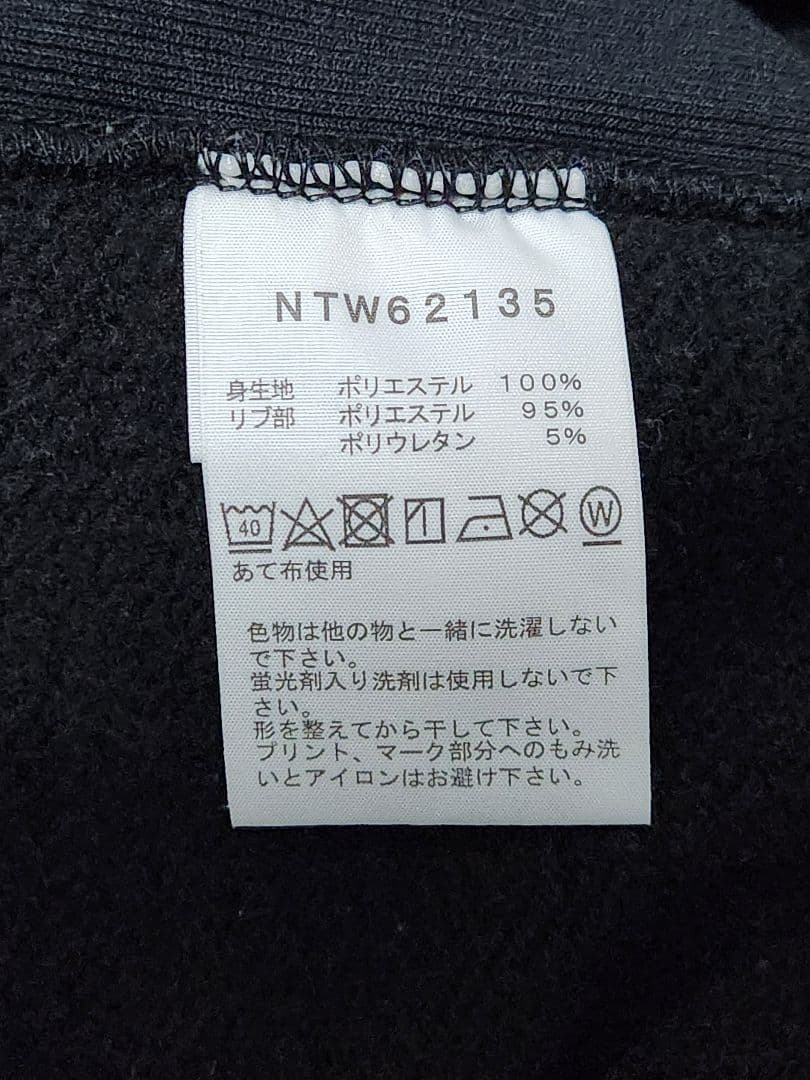 NTW62135
身生地 ポリエステル 100%
リブ部 ポリエステル 95%
ポリウレタン 5%
40 W
あて布使用
色物は他の物と一緒に洗濯しない
で下さい。
蛍光剤入り洗剤は使用しないで下
さい。
形を整えてから干して下さい。
プリント、マーク部分へのもみ洗
いとアイロンはお避け下さい。